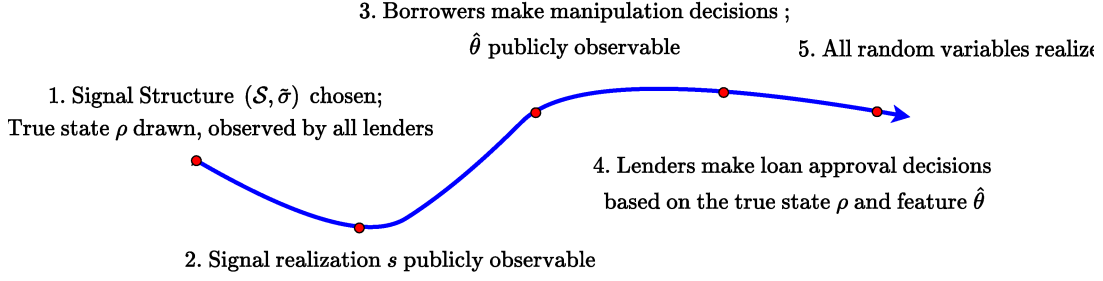 3. Borrowers make manipulation decisions ;
θ̂ publicly observable
5. All random variables realize
1. Signal Structure (𝒮, σ̃) chosen;
True state ρ drawn, observed by all lenders
4. Lenders make loan approval decisions
based on the true state ρ and feature θ̂
2. Signal realization s publicly observable